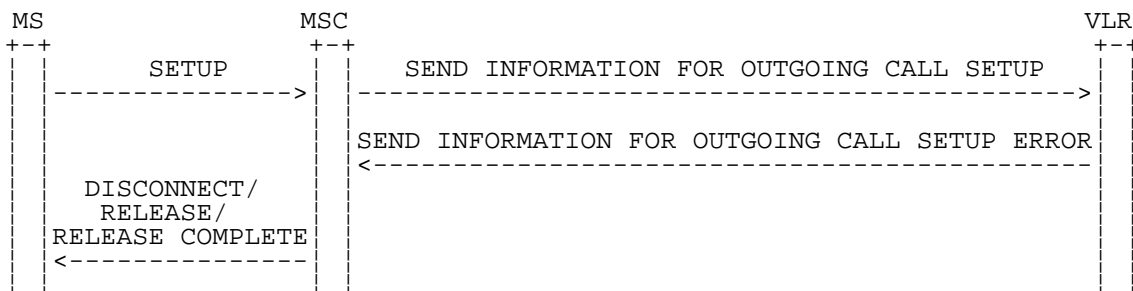 MS MSC VLR
SETUP SEND INFORMATION FOR OUTGOING CALL SETUP
SEND INFORMATION FOR OUTGOING CALL SETUP ERROR
DISCONNECT/
RELEASE/
RELEASE COMPLETE